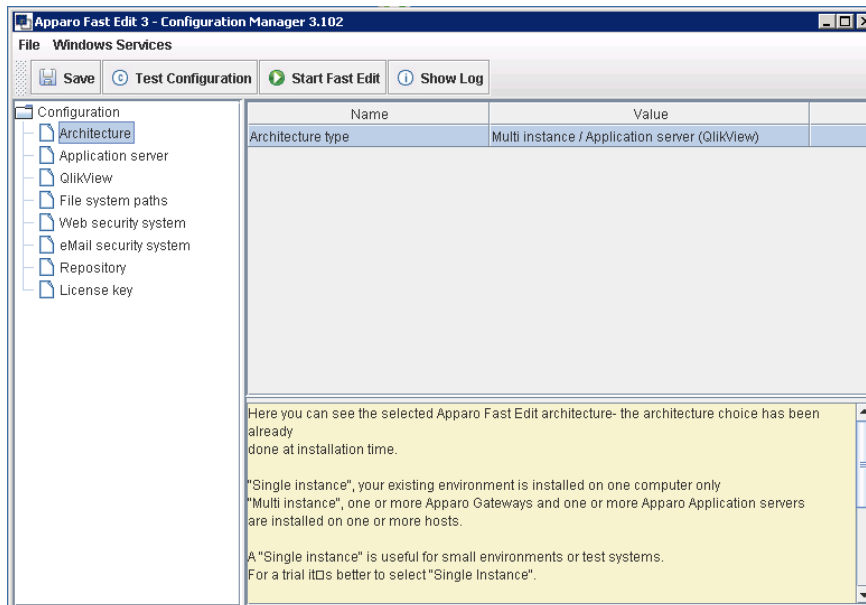 Apparo Fast Edit 3 - Configuration Manager 3.102
File Windows Services
Save Test Configuration Start Fast Edit Show Log
Configuration
Architecture
Application server
QlikView
File system paths
Web security system
eMail security system
Repository
License key
Name Value
Architecture type Multi instance / Application server (QlikView)
Here you can see the selected Apparo Fast Edit architecture- the architecture choice has been
already
done at installation time.
"Single instance", your existing environment is installed on one computer only
"Multi instance", one or more Apparo Gateways and one or more Apparo Application servers
are installed on one or more hosts.
A "Single instance" is useful for small environments or test systems.
For a trial it□s better to select "Single Instance".